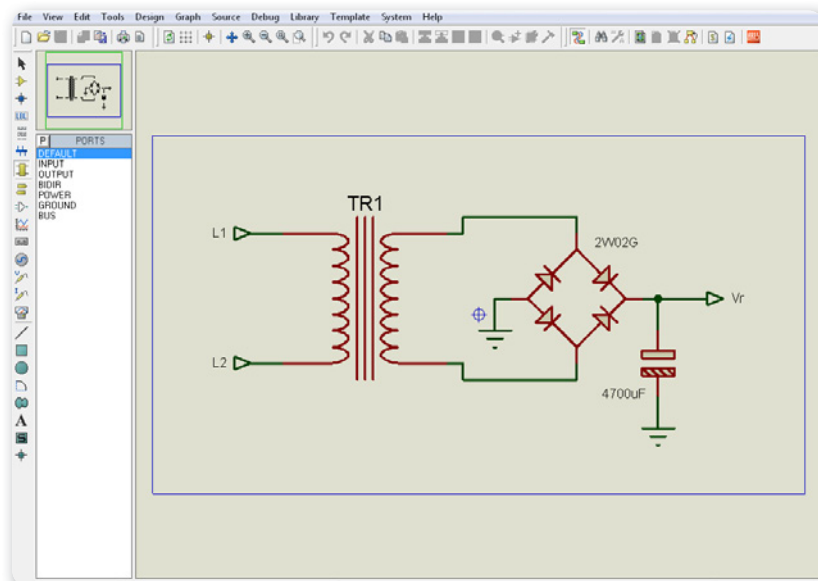 File View Edit Tools Design Graph Source Debug Library Template System Help
P PORTS
DEFAULT
INPUT
OUTPUT
BIDIR
POWER
GROUND
BUS
TR1
L1
2W02G
Vr
L2
4700uF
A
S